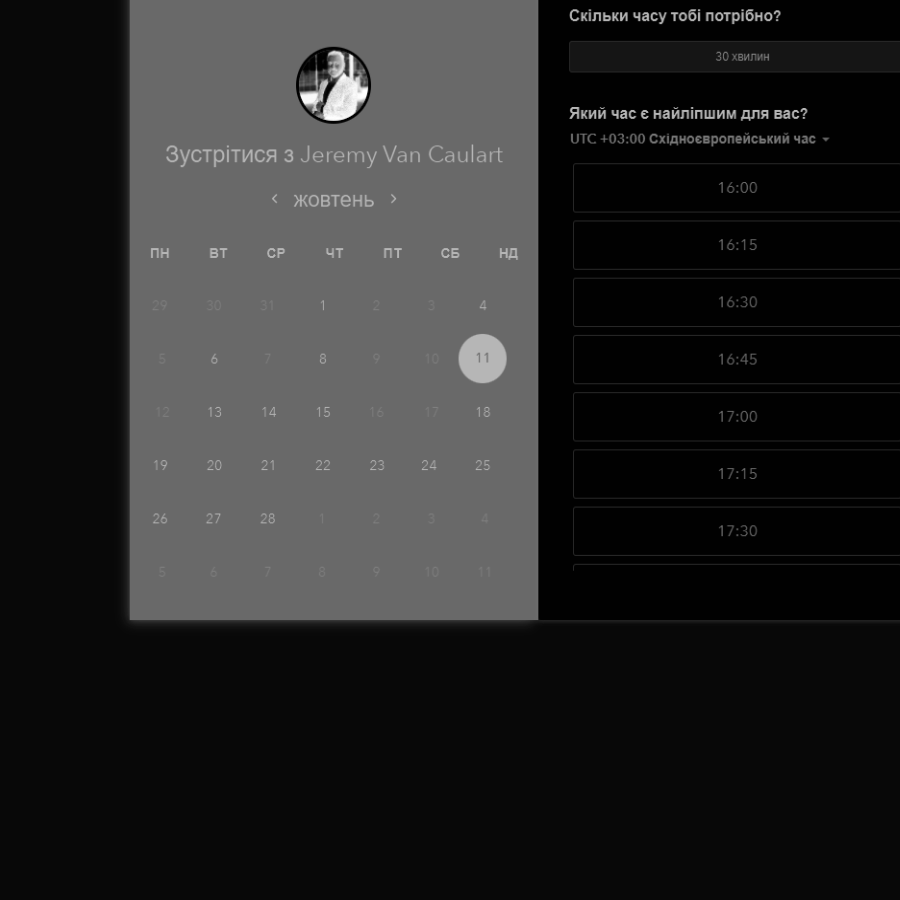 Зустрітися з Jeremy Van Caulart
‹ жовтень ›
ПН ВТ СР ЧТ ПТ СБ НД
29 30 31 1 2 3 4
5 6 7 8 9 10 11
12 13 14 15 16 17 18
19 20 21 22 23 24 25
26 27 28 1 2 3 4
5 6 7 8 9 10 11
Скільки часу тобі потрібно?
30 хвилин
Який час є найліпшим для вас?
UTC +03:00 Східноєвропейський час
16:00
16:15
16:30
16:45
17:00
17:15
17:30